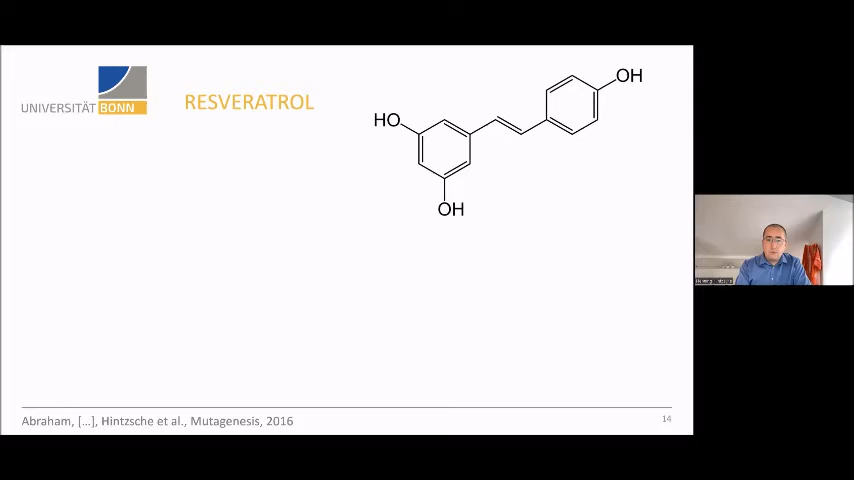 UNIVERSITÄT BONN
RESVERATROL
OH
HO
OH
Abraham, […], Hintzsche et al., Mutagenesis, 2016
14